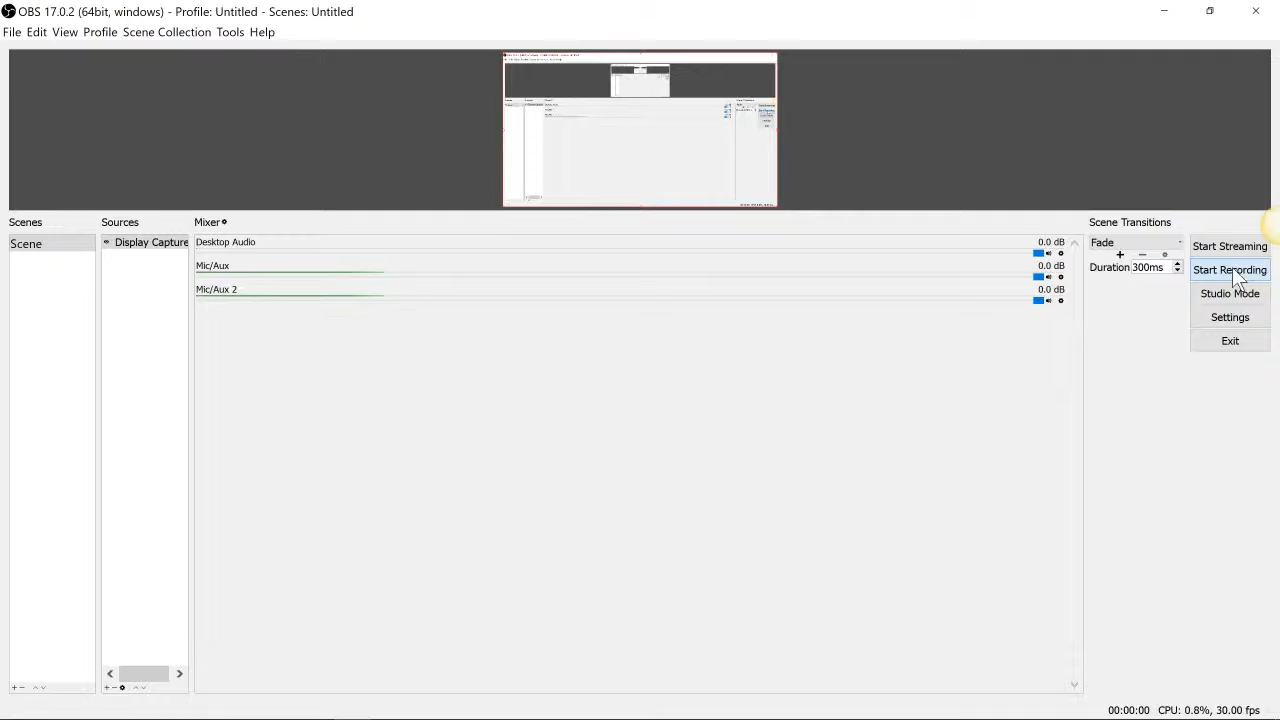 OBS 17.0.2 (64bit, windows) - Profile: Untitled - Scenes: Untitled
File Edit View Profile Scene Collection Tools Help
Scenes
Sources
Mixer
Scene Transitions
Scene
Display Capture
Desktop Audio
0.0 dB
Mic/Aux
0.0 dB
Mic/Aux 2
0.0 dB
Fade
Duration 300ms
Start Streaming
Start Recording
Studio Mode
Settings
Exit
00:00:00 CPU: 0.8%, 30.00 fps